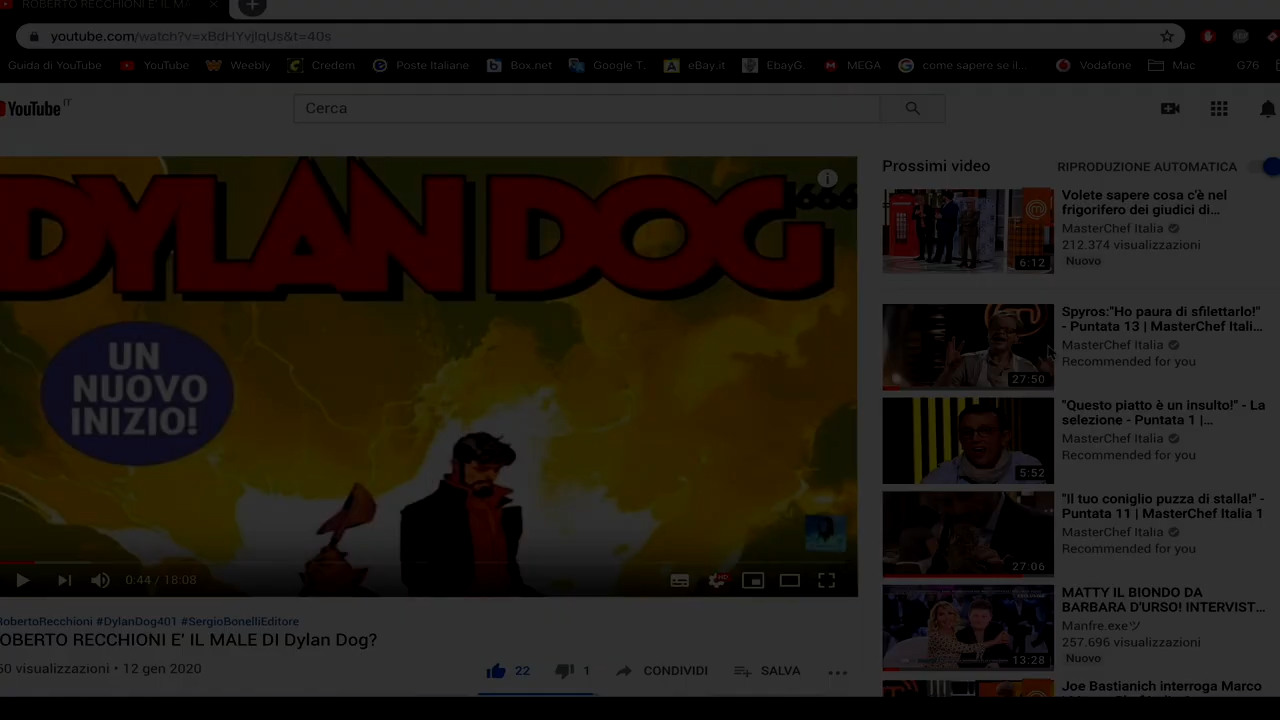 ROBERTO RECCHIONI E' IL MA
youtube.com/watch?v=xBdHYvjlqUs&t=40s
Guida di YouTube YouTube Weebly Credem Poste Italiane Box.net Google T. eBay.it EbayG. MEGA come sapere se il... Vodafone Mac G76
YouTube IT
Cerca
Prossimi video RIPRODUZIONE AUTOMATICA
DYLAN DOG
666
UN
NUOVO
INIZIO!
0:44 / 18:08
HD
RobertoRecchioni #DylanDog401 #SergioBonelliEditore
OBERTO RECCHIONI E' IL MALE DI Dylan Dog?
60 visualizzazioni • 12 gen 2020
22 1 CONDIVIDI SALVA
Volete sapere cosa c'è nel
frigorifero dei giudici di...
MasterChef Italia
212.374 visualizzazioni
Nuovo
6:12
Spyros:"Ho paura di sfilettarlo!"
- Puntata 13 | MasterChef Itali...
MasterChef Italia
Recommended for you
27:50
"Questo piatto è un insulto!" - La
selezione - Puntata 1 |...
MasterChef Italia
Recommended for you
5:52
"Il tuo coniglio puzza di stalla!" -
Puntata 11 | MasterChef Italia 1
MasterChef Italia
Recommended for you
27:06
MATTY IL BIONDO DA
BARBARA D'URSO! INTERVIST...
Manfre.exeツ
257.696 visualizzazioni
Nuovo
13:28
Joe Bastianich interroga Marco